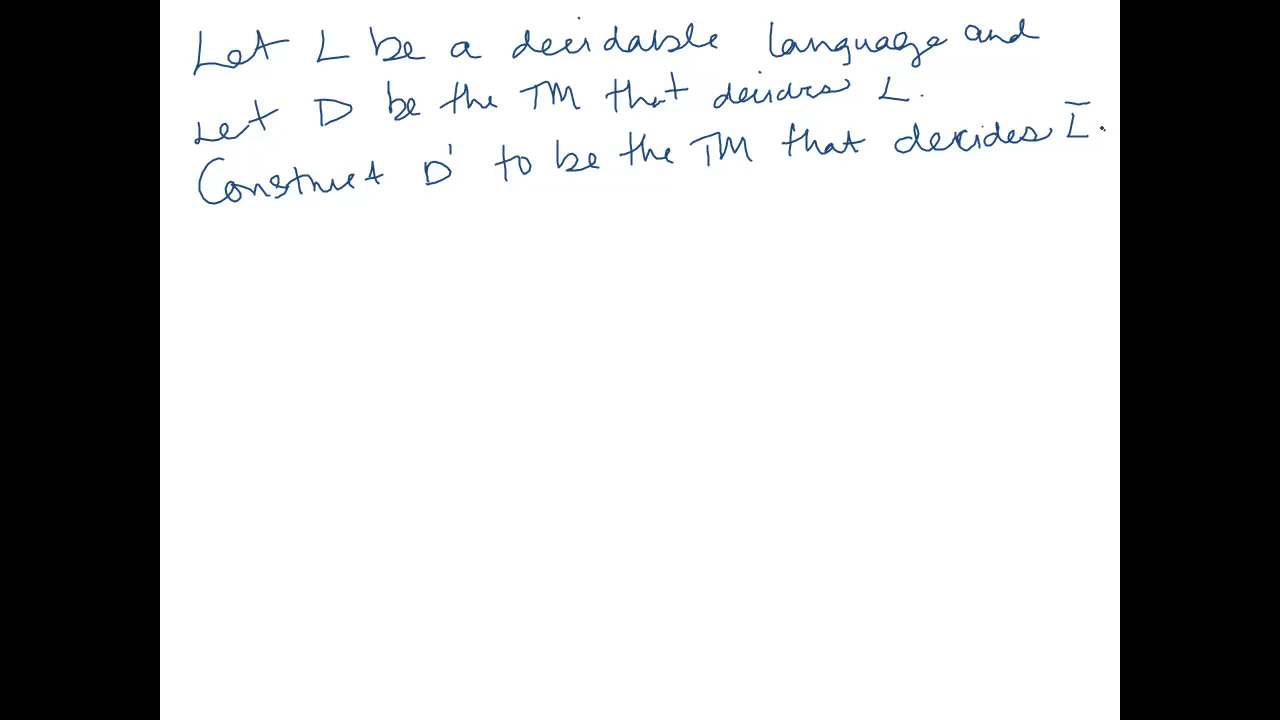 Let L be a decidable language and
Let D be the TM that decides L.
Construct D' to be the TM that decides L̅.